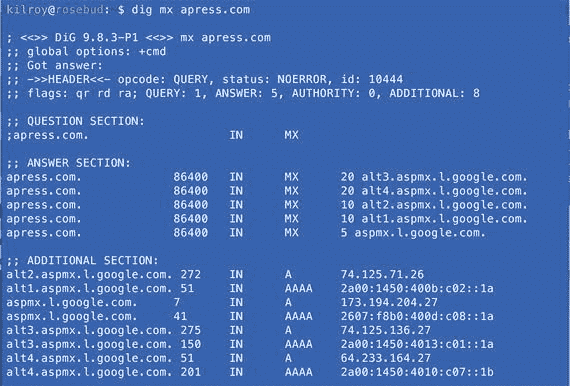 kilroy@rosebud: $ dig mx apress.com
; <<>> DiG 9.8.3-P1 <<>> mx apress.com
;; global options: +cmd
;; Got answer:
;; ->>HEADER<<- opcode: QUERY, status: NOERROR, id: 10444
;; flags: qr rd ra; QUERY: 1, ANSWER: 5, AUTHORITY: 0, ADDITIONAL: 8
;; QUESTION SECTION:
;apress.com. IN MX
;; ANSWER SECTION:
apress.com. 86400 IN MX 20 alt3.aspmx.l.google.com.
apress.com. 86400 IN MX 20 alt4.aspmx.l.google.com.
apress.com. 86400 IN MX 10 alt2.aspmx.l.google.com.
apress.com. 86400 IN MX 10 alt1.aspmx.l.google.com.
apress.com. 86400 IN MX 5 aspmx.l.google.com.
;; ADDITIONAL SECTION:
alt2.aspmx.l.google.com. 272 IN A 74.125.71.26
alt1.aspmx.l.google.com. 51 IN AAAA 2a00:1450:400b:c02::1a
aspmx.l.google.com. 7 IN A 173.194.204.27
aspmx.l.google.com. 41 IN AAAA 2607:f8b0:400d:c08::1a
alt3.aspmx.l.google.com. 275 IN A 74.125.136.27
alt3.aspmx.l.google.com. 150 IN AAAA 2a00:1450:4013:c01::1a
alt4.aspmx.l.google.com. 51 IN A 64.233.164.27
alt4.aspmx.l.google.com. 201 IN AAAA 2a00:1450:4010:c07::1b